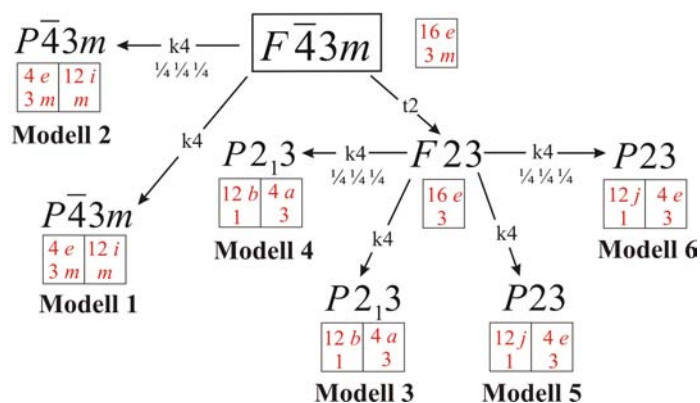 P4̅3m
k4
¼ ¼ ¼
F4̅3m
16 e
3 m
4 e 12 i
3 m m
Modell 2
t2
k4
P2₁3
k4
¼ ¼ ¼
F23
k4
¼ ¼ ¼
P23
12 b 4 a
1 3
Modell 4
16 e
3
12 j 4 e
1 3
Modell 6
P4̅3m
4 e 12 i
3 m m
Modell 1
k4
k4
P2₁3
12 b 4 a
1 3
Modell 3
P23
12 j 4 e
1 3
Modell 5